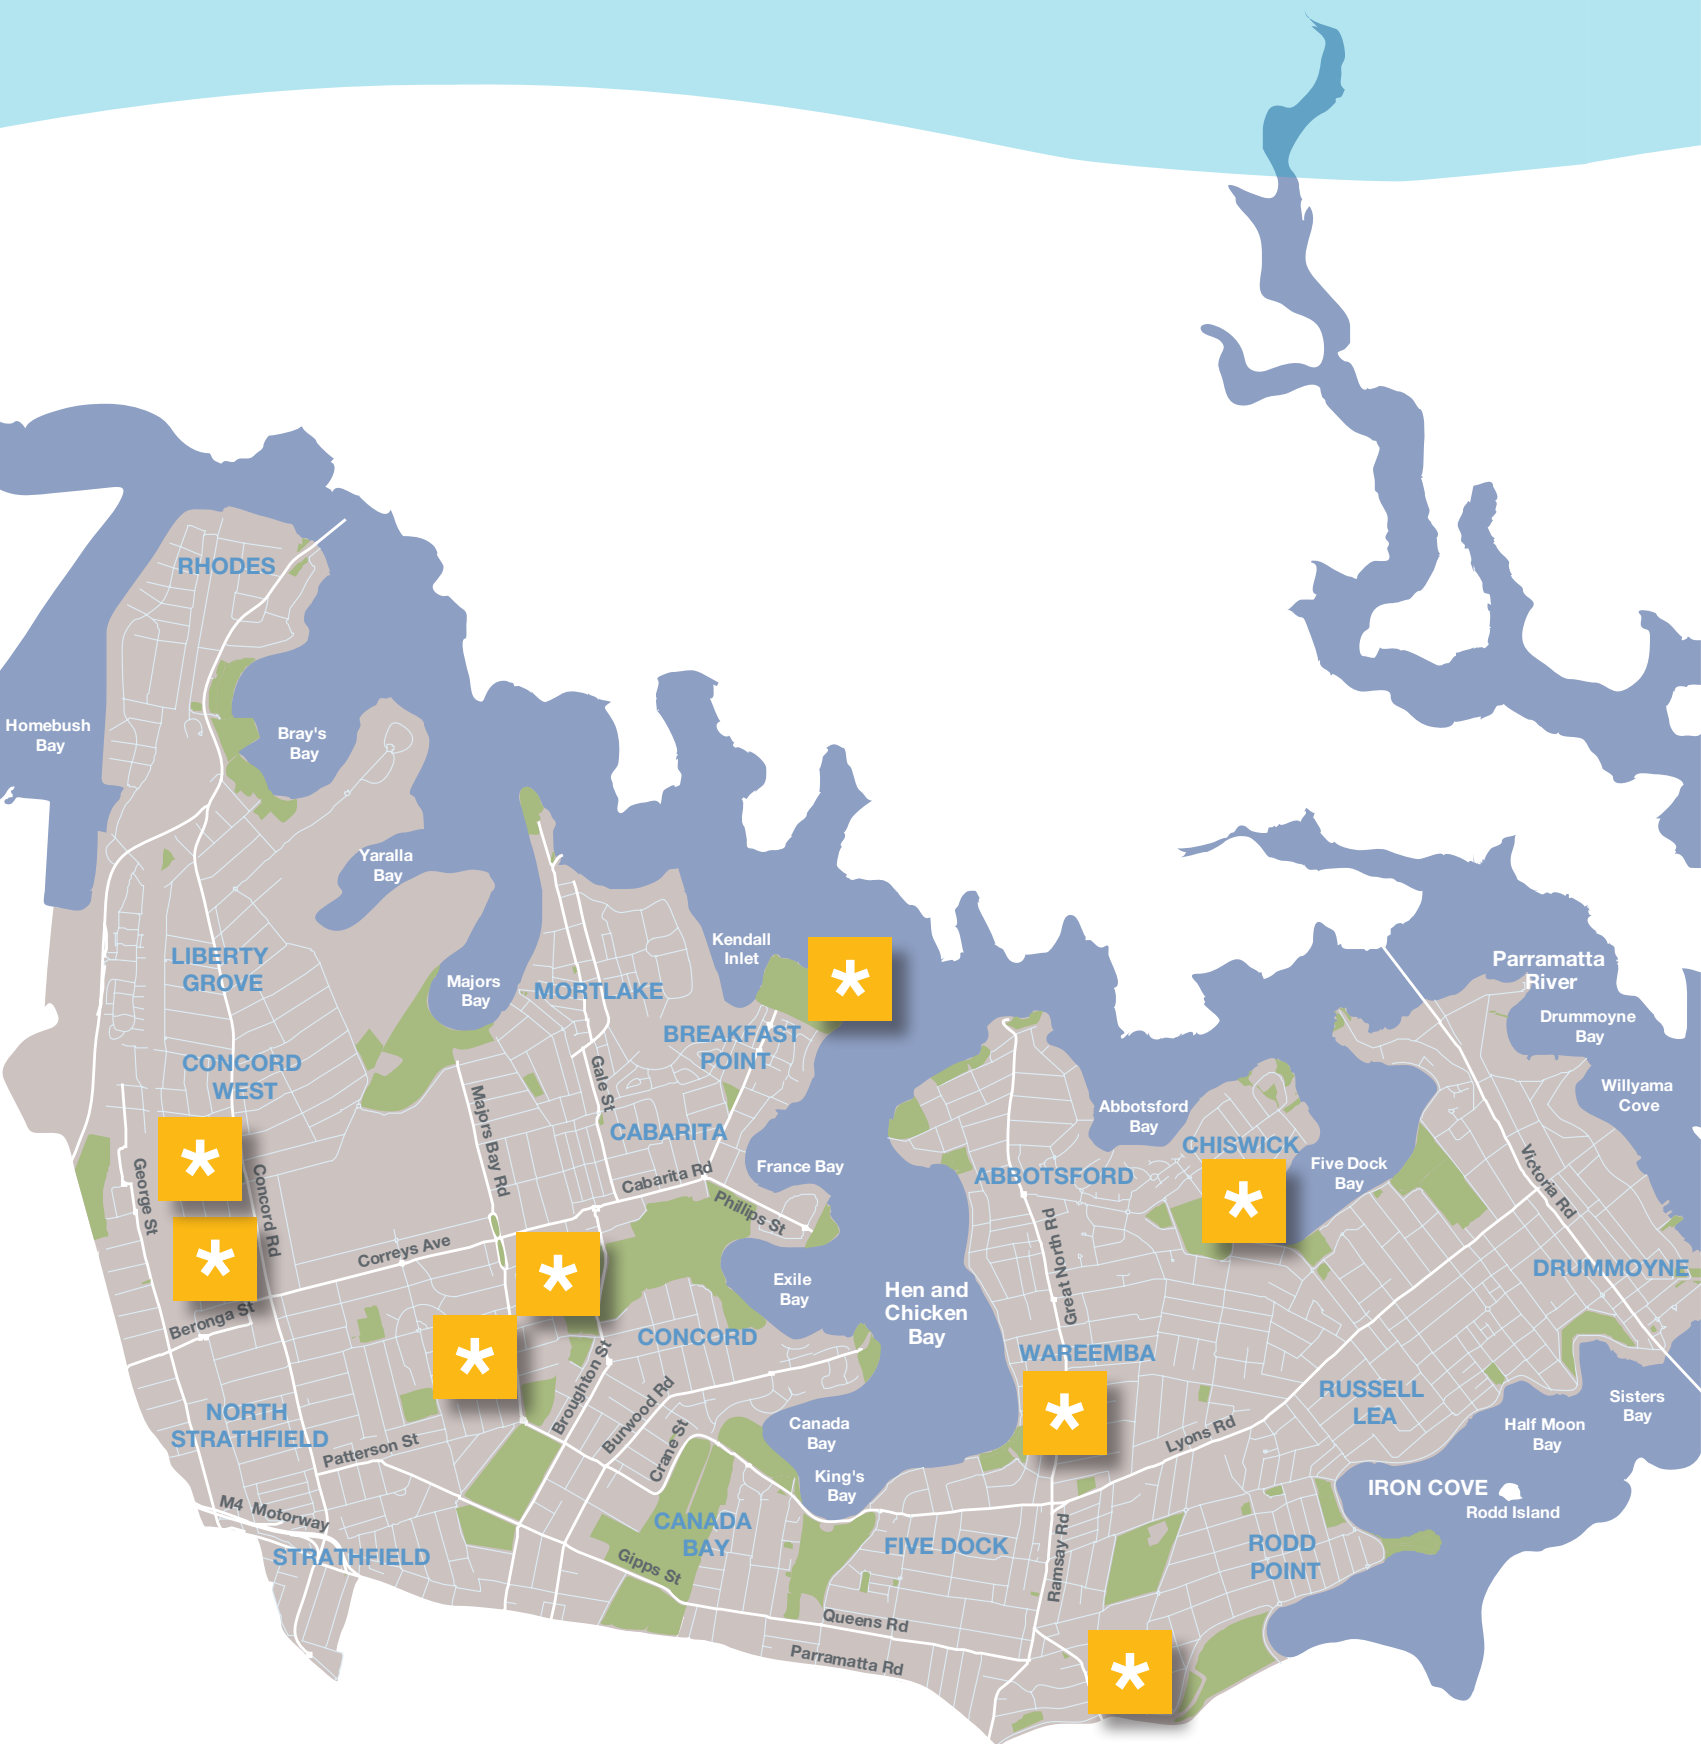 RHODES
Homebush
Bay
Bray's
Bay
Yaralla
Bay
LIBERTY
GROVE
Majors
Bay
MORTLAKE
Kendall
Inlet
*
BREAKFAST
POINT
Parramatta
River
Drummoyne
Bay
Willyama
Cove
CONCORD
WEST
Gale St
Majors Bay Rd
CABARITA
Abbotsford
Bay
CHISWICK
*
*
George St
Concord Rd
Cabarita Rd
Phillips St
France Bay
ABBOTSFORD
Five Dock
Bay
Victoria Rd
*
Beronga St
Correys Ave
*
Exile
Bay
Hen and
Chicken
Bay
Great North Rd
DRUMMOYNE
*
CONCORD
WAREEMBA
Broughton St
Burwood Rd
Crane St
*
RUSSELL
LEA
Sisters
Bay
Half Moon
Bay
NORTH
STRATHFIELD
Patterson St
Canada
Bay
King's
Bay
Lyons Rd
IRON COVE
Rodd Island
M4 Motorway
STRATHFIELD
CANADA
BAY
Gipps St
FIVE DOCK
Ramsay Rd
RODD
POINT
Queens Rd
Parramatta Rd
*